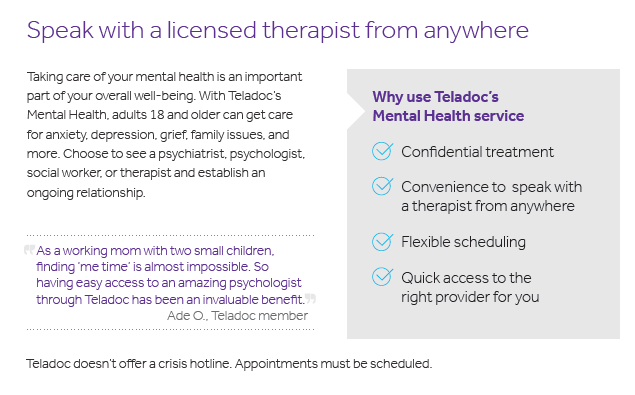 Speak with a licensed therapist from anywhere
Taking care of your mental health is an important
part of your overall well-being. With Teladoc's
Mental Health, adults 18 and older can get care
for anxiety, depression, grief, family issues, and
more. Choose to see a psychiatrist, psychologist,
social worker, or therapist and establish an
ongoing relationship.
"As a working mom with two small children,
finding 'me time' is almost impossible. So
having easy access to an amazing psychologist
through Teladoc has been an invaluable benefit."
Ade O., Teladoc member
Why use Teladoc's
Mental Health service
Confidential treatment
Convenience to speak with
a therapist from anywhere
Flexible scheduling
Quick access to the
right provider for you
Teladoc doesn't offer a crisis hotline. Appointments must be scheduled.